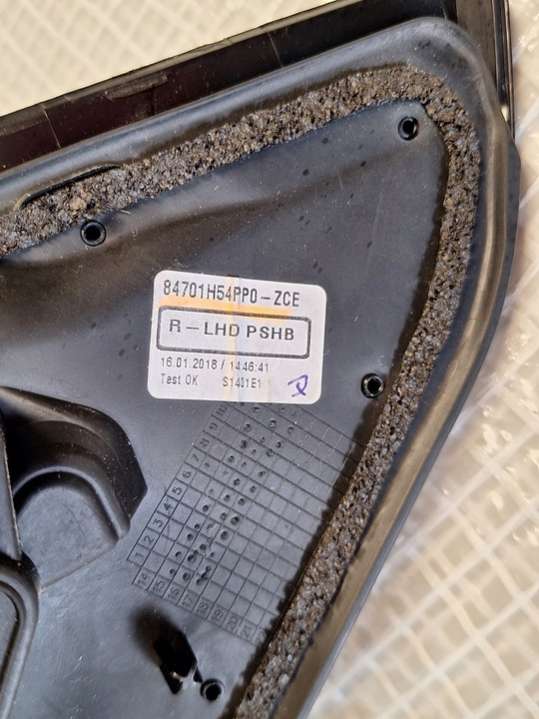 84701H54PP0-ZCE
R-LHD PSHB
16.01.2018 / 14:46:41
Test OK S1401E1